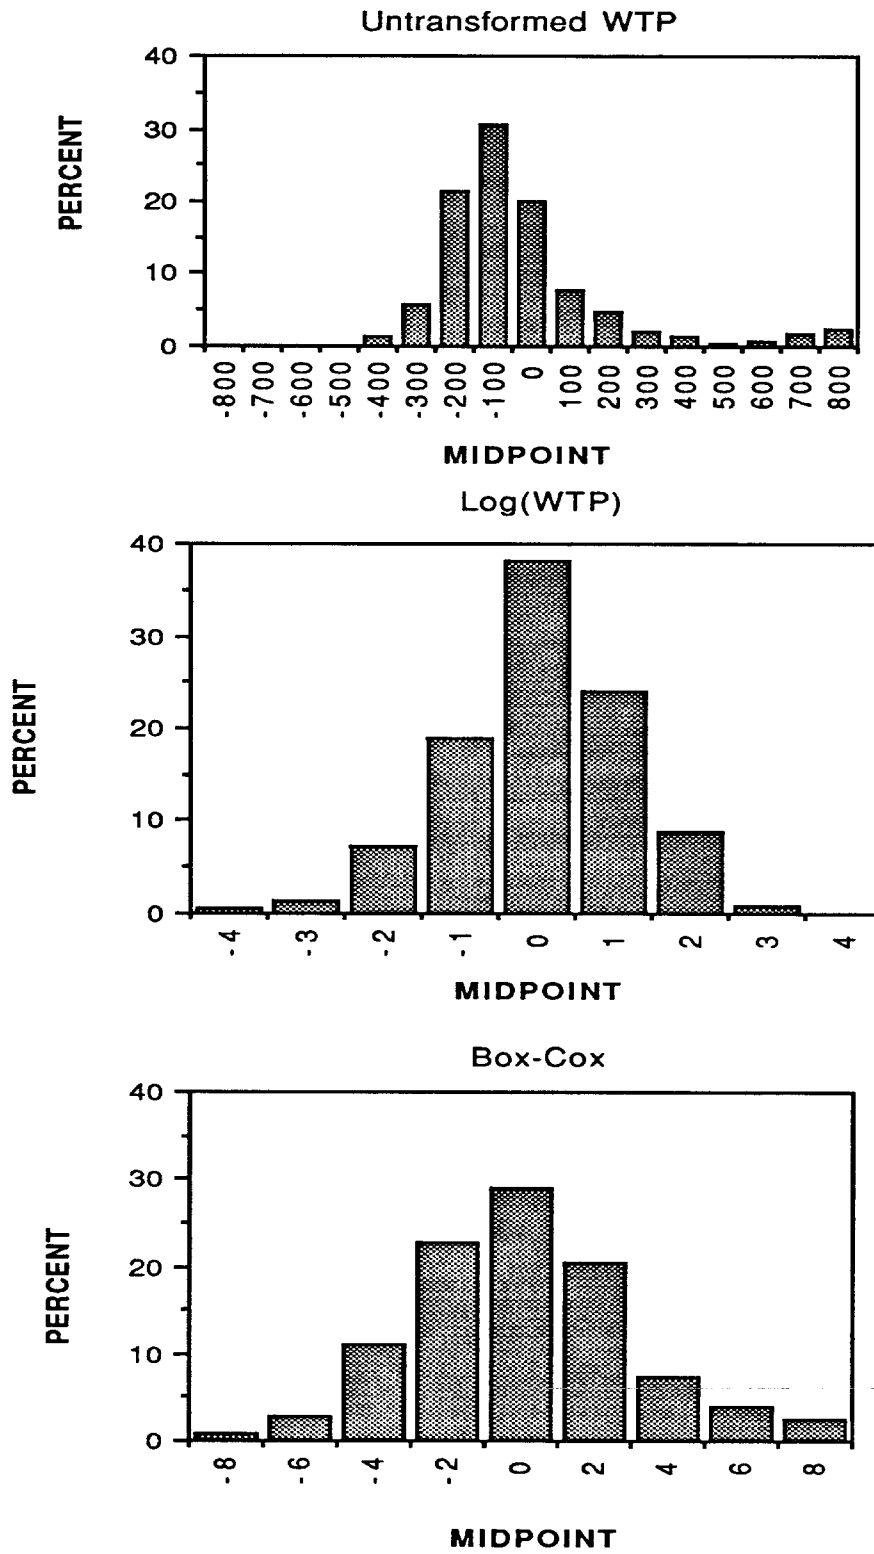 Untransformed WTP
40
30
20
10
0
PERCENT
-800 -700 -600 -500 -400 -300 -200 -100 0 100 200 300 400 500 600 700 800
MIDPOINT
Log(WTP)
40
30
20
10
0
PERCENT
-4 -3 -2 -1 0 1 2 3 4
MIDPOINT
Box-Cox
40
30
20
10
0
PERCENT
-8 -6 -4 -2 0 2 4 6 8
MIDPOINT